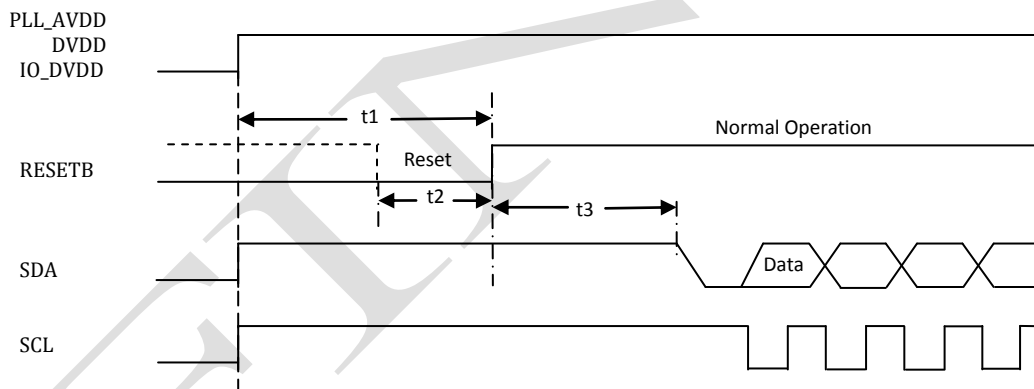 PLL_AVDD
DVDD
IO_DVDD
t1
Normal Operation
RESETB
Reset
t2
t3
SDA
Data
SCL